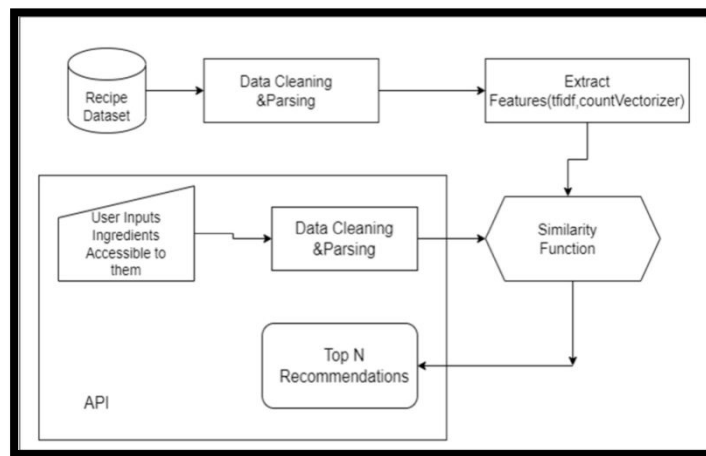 Recipe
Dataset
Data Cleaning
&Parsing
Extract
Features(tfidf,countVectorizer)
User Inputs
Ingredients
Accessible to
them
Data Cleaning
&Parsing
Similarity
Function
Top N
Recommendations
API